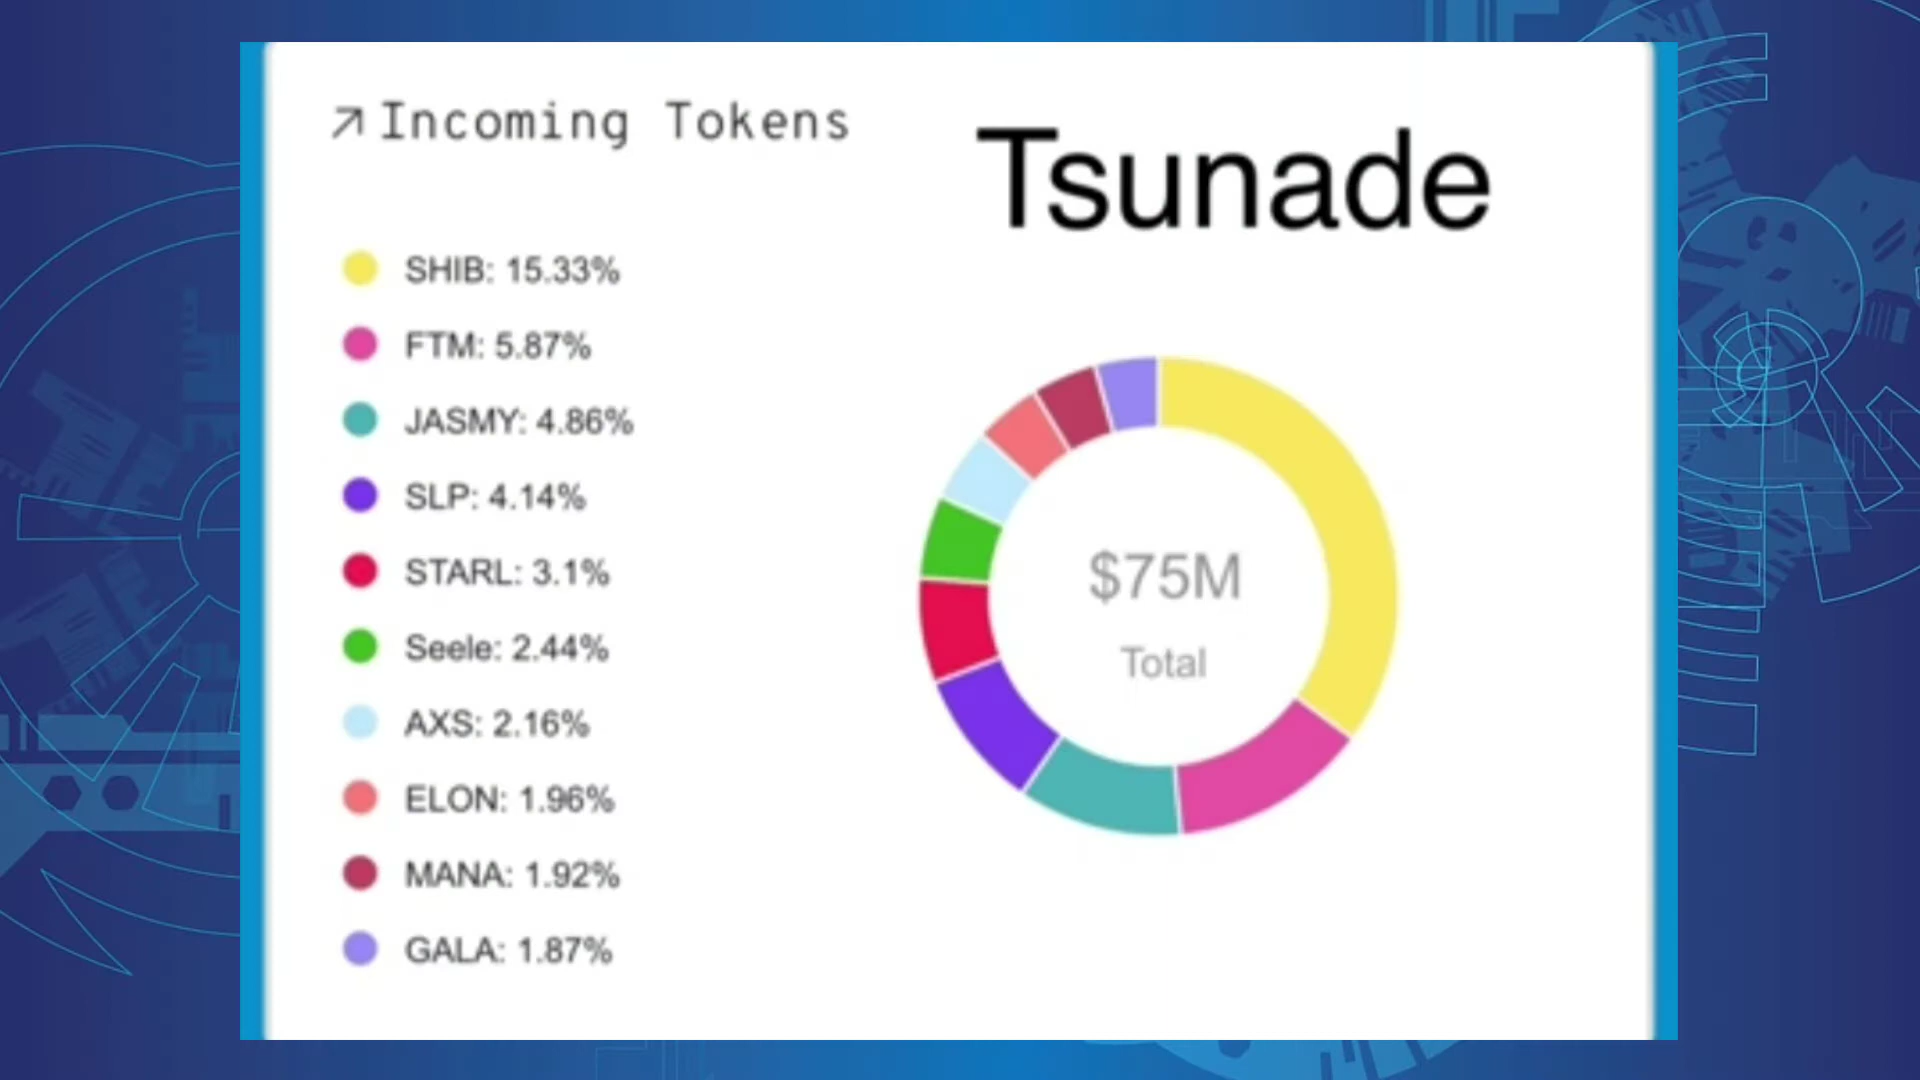 Incoming Tokens
Tsunade
SHIB: 15.33%
FTM: 5.87%
JASMY: 4.86%
SLP: 4.14%
STARL: 3.1%
Seele: 2.44%
AXS: 2.16%
ELON: 1.96%
MANA: 1.92%
GALA: 1.87%
$75M
Total